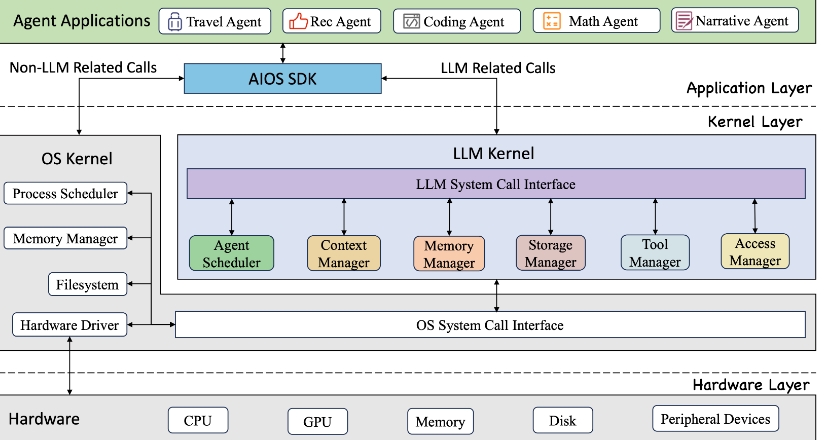 Agent Applications
Travel Agent
Rec Agent
Coding Agent
Math Agent
Narrative Agent
Non-LLM Related Calls
AIOS SDK
LLM Related Calls
Application Layer
Kernel Layer
OS Kernel
Process Scheduler
Memory Manager
Filesystem
Hardware Driver
LLM Kernel
LLM System Call Interface
Agent
Scheduler
Context
Manager
Memory
Manager
Storage
Manager
Tool
Manager
Access
Manager
OS System Call Interface
Hardware Layer
Hardware
CPU
GPU
Memory
Disk
Peripheral Devices